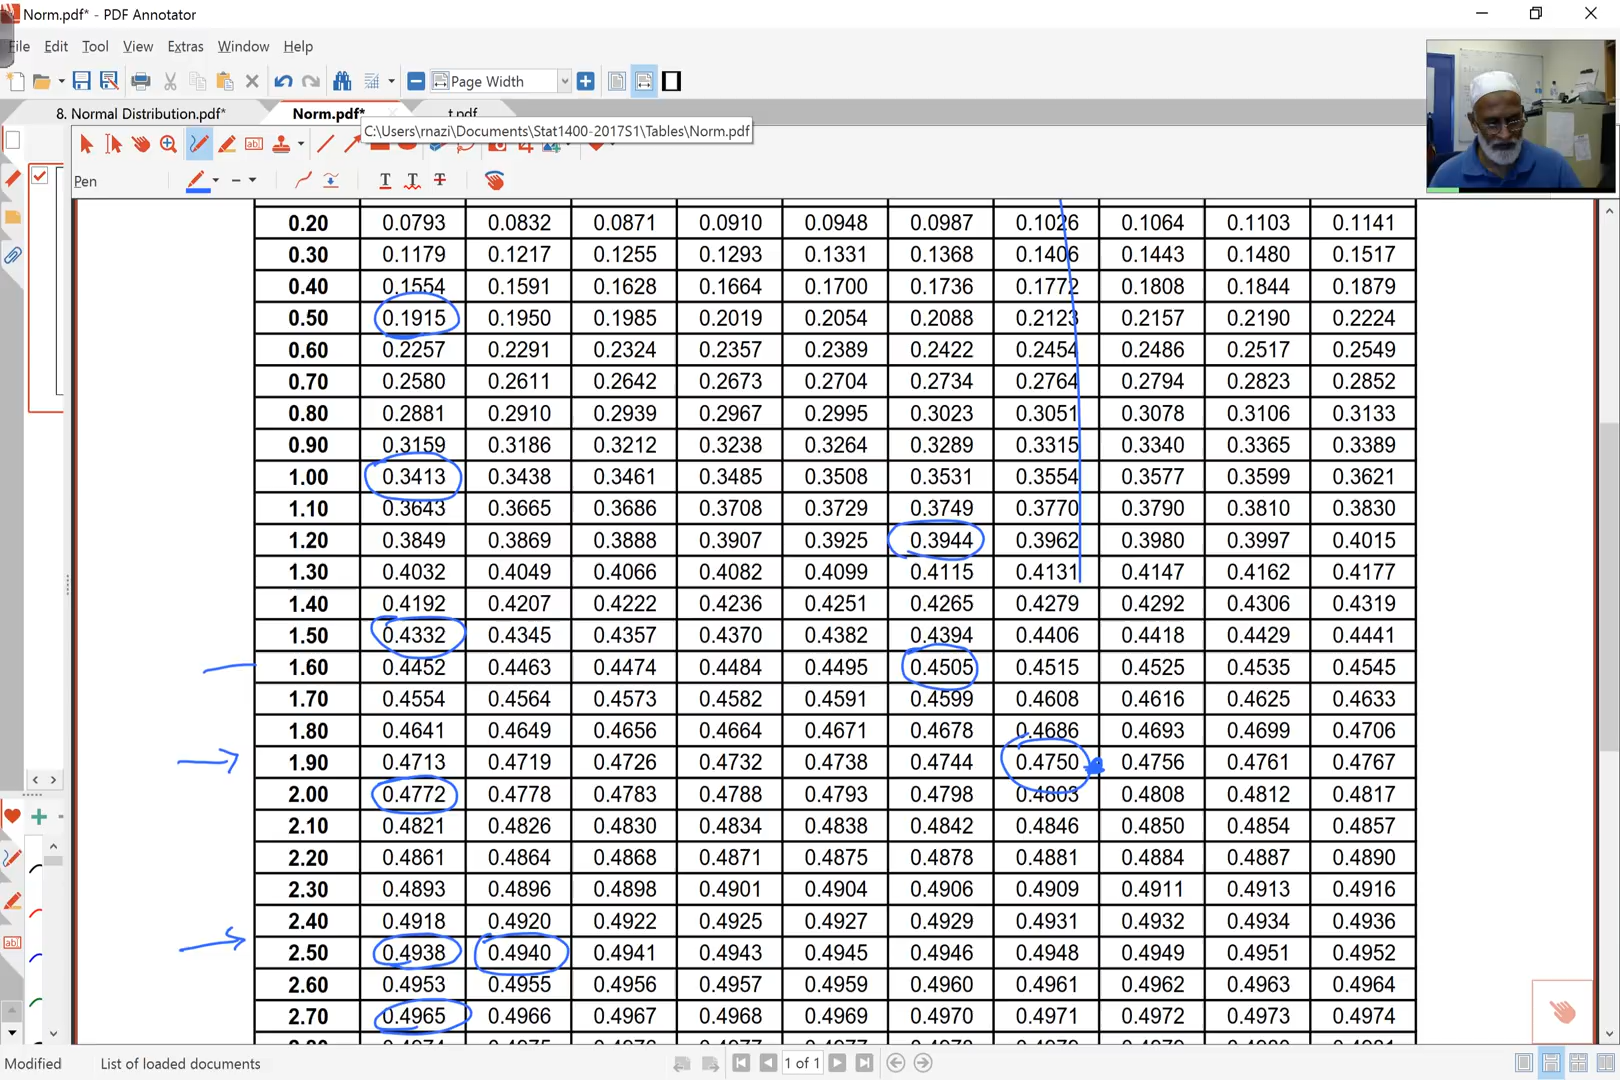 Norm.pdf* - PDF Annotator
File Edit Tool View Extras Window Help
Page Width
8. Normal Distribution.pdf* Norm.pdf* t.pdf
C:\Users\rnazi\Documents\Stat1400-2017S1\Tables\Norm.pdf
Pen
0.20 0.0793 0.0832 0.0871 0.0910 0.0948 0.0987 0.1026 0.1064 0.1103 0.1141
0.30 0.1179 0.1217 0.1255 0.1293 0.1331 0.1368 0.1406 0.1443 0.1480 0.1517
0.40 0.1554 0.1591 0.1628 0.1664 0.1700 0.1736 0.1772 0.1808 0.1844 0.1879
0.50 0.1915 0.1950 0.1985 0.2019 0.2054 0.2088 0.2123 0.2157 0.2190 0.2224
0.60 0.2257 0.2291 0.2324 0.2357 0.2389 0.2422 0.2454 0.2486 0.2517 0.2549
0.70 0.2580 0.2611 0.2642 0.2673 0.2704 0.2734 0.2764 0.2794 0.2823 0.2852
0.80 0.2881 0.2910 0.2939 0.2967 0.2995 0.3023 0.3051 0.3078 0.3106 0.3133
0.90 0.3159 0.3186 0.3212 0.3238 0.3264 0.3289 0.3315 0.3340 0.3365 0.3389
1.00 0.3413 0.3438 0.3461 0.3485 0.3508 0.3531 0.3554 0.3577 0.3599 0.3621
1.10 0.3643 0.3665 0.3686 0.3708 0.3729 0.3749 0.3770 0.3790 0.3810 0.3830
1.20 0.3849 0.3869 0.3888 0.3907 0.3925 0.3944 0.3962 0.3980 0.3997 0.4015
1.30 0.4032 0.4049 0.4066 0.4082 0.4099 0.4115 0.4131 0.4147 0.4162 0.4177
1.40 0.4192 0.4207 0.4222 0.4236 0.4251 0.4265 0.4279 0.4292 0.4306 0.4319
1.50 0.4332 0.4345 0.4357 0.4370 0.4382 0.4394 0.4406 0.4418 0.4429 0.4441
1.60 0.4452 0.4463 0.4474 0.4484 0.4495 0.4505 0.4515 0.4525 0.4535 0.4545
1.70 0.4554 0.4564 0.4573 0.4582 0.4591 0.4599 0.4608 0.4616 0.4625 0.4633
1.80 0.4641 0.4649 0.4656 0.4664 0.4671 0.4678 0.4686 0.4693 0.4699 0.4706
1.90 0.4713 0.4719 0.4726 0.4732 0.4738 0.4744 0.4750 0.4756 0.4761 0.4767
2.00 0.4772 0.4778 0.4783 0.4788 0.4793 0.4798 0.4803 0.4808 0.4812 0.4817
2.10 0.4821 0.4826 0.4830 0.4834 0.4838 0.4842 0.4846 0.4850 0.4854 0.4857
2.20 0.4861 0.4864 0.4868 0.4871 0.4875 0.4878 0.4881 0.4884 0.4887 0.4890
2.30 0.4893 0.4896 0.4898 0.4901 0.4904 0.4906 0.4909 0.4911 0.4913 0.4916
2.40 0.4918 0.4920 0.4922 0.4925 0.4927 0.4929 0.4931 0.4932 0.4934 0.4936
2.50 0.4938 0.4940 0.4941 0.4943 0.4945 0.4946 0.4948 0.4949 0.4951 0.4952
2.60 0.4953 0.4955 0.4956 0.4957 0.4959 0.4960 0.4961 0.4962 0.4963 0.4964
2.70 0.4965 0.4966 0.4967 0.4968 0.4969 0.4970 0.4971 0.4972 0.4973 0.4974
Modified List of loaded documents 1 of 1